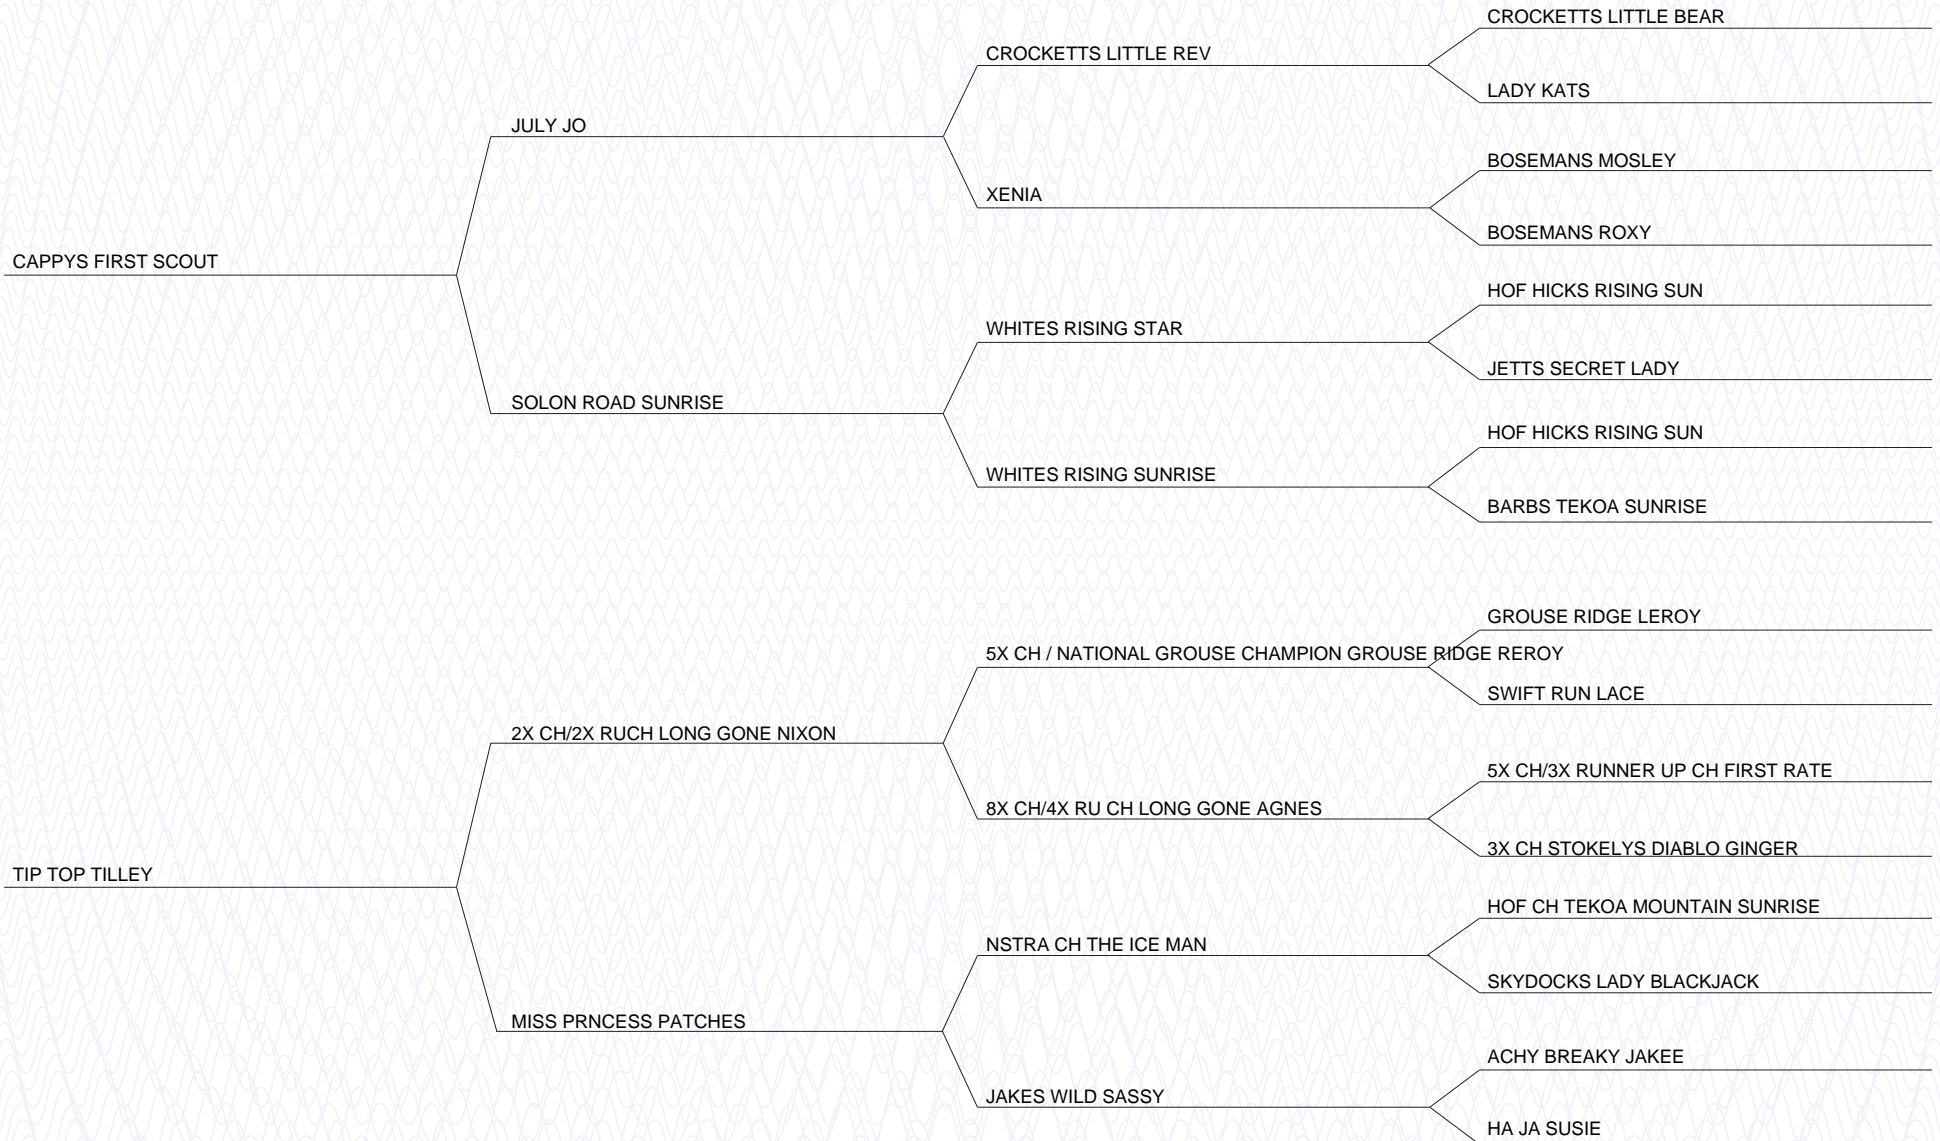 CROCKETTS LITTLE BEAR
CROCKETTS LITTLE REV
LADY KATS
JULY JO
BOSEMANS MOSLEY
XENIA
BOSEMANS ROXY
CAPPYS FIRST SCOUT
HOF HICKS RISING SUN
WHITES RISING STAR
JETTS SECRET LADY
SOLON ROAD SUNRISE
HOF HICKS RISING SUN
WHITES RISING SUNRISE
BARBS TEKOA SUNRISE
GROUSE RIDGE LEROY
5X CH / NATIONAL GROUSE CHAMPION GROUSE RIDGE REROY
SWIFT RUN LACE
2X CH/2X RUCH LONG GONE NIXON
5X CH/3X RUNNER UP CH FIRST RATE
8X CH/4X RU CH LONG GONE AGNES
3X CH STOKELYS DIABLO GINGER
TIP TOP TILLEY
HOF CH TEKOA MOUNTAIN SUNRISE
NSTRA CH THE ICE MAN
SKYDOCKS LADY BLACKJACK
MISS PRNCESS PATCHES
ACHY BREAKY JAKEE
JAKES WILD SASSY
HA JA SUSIE